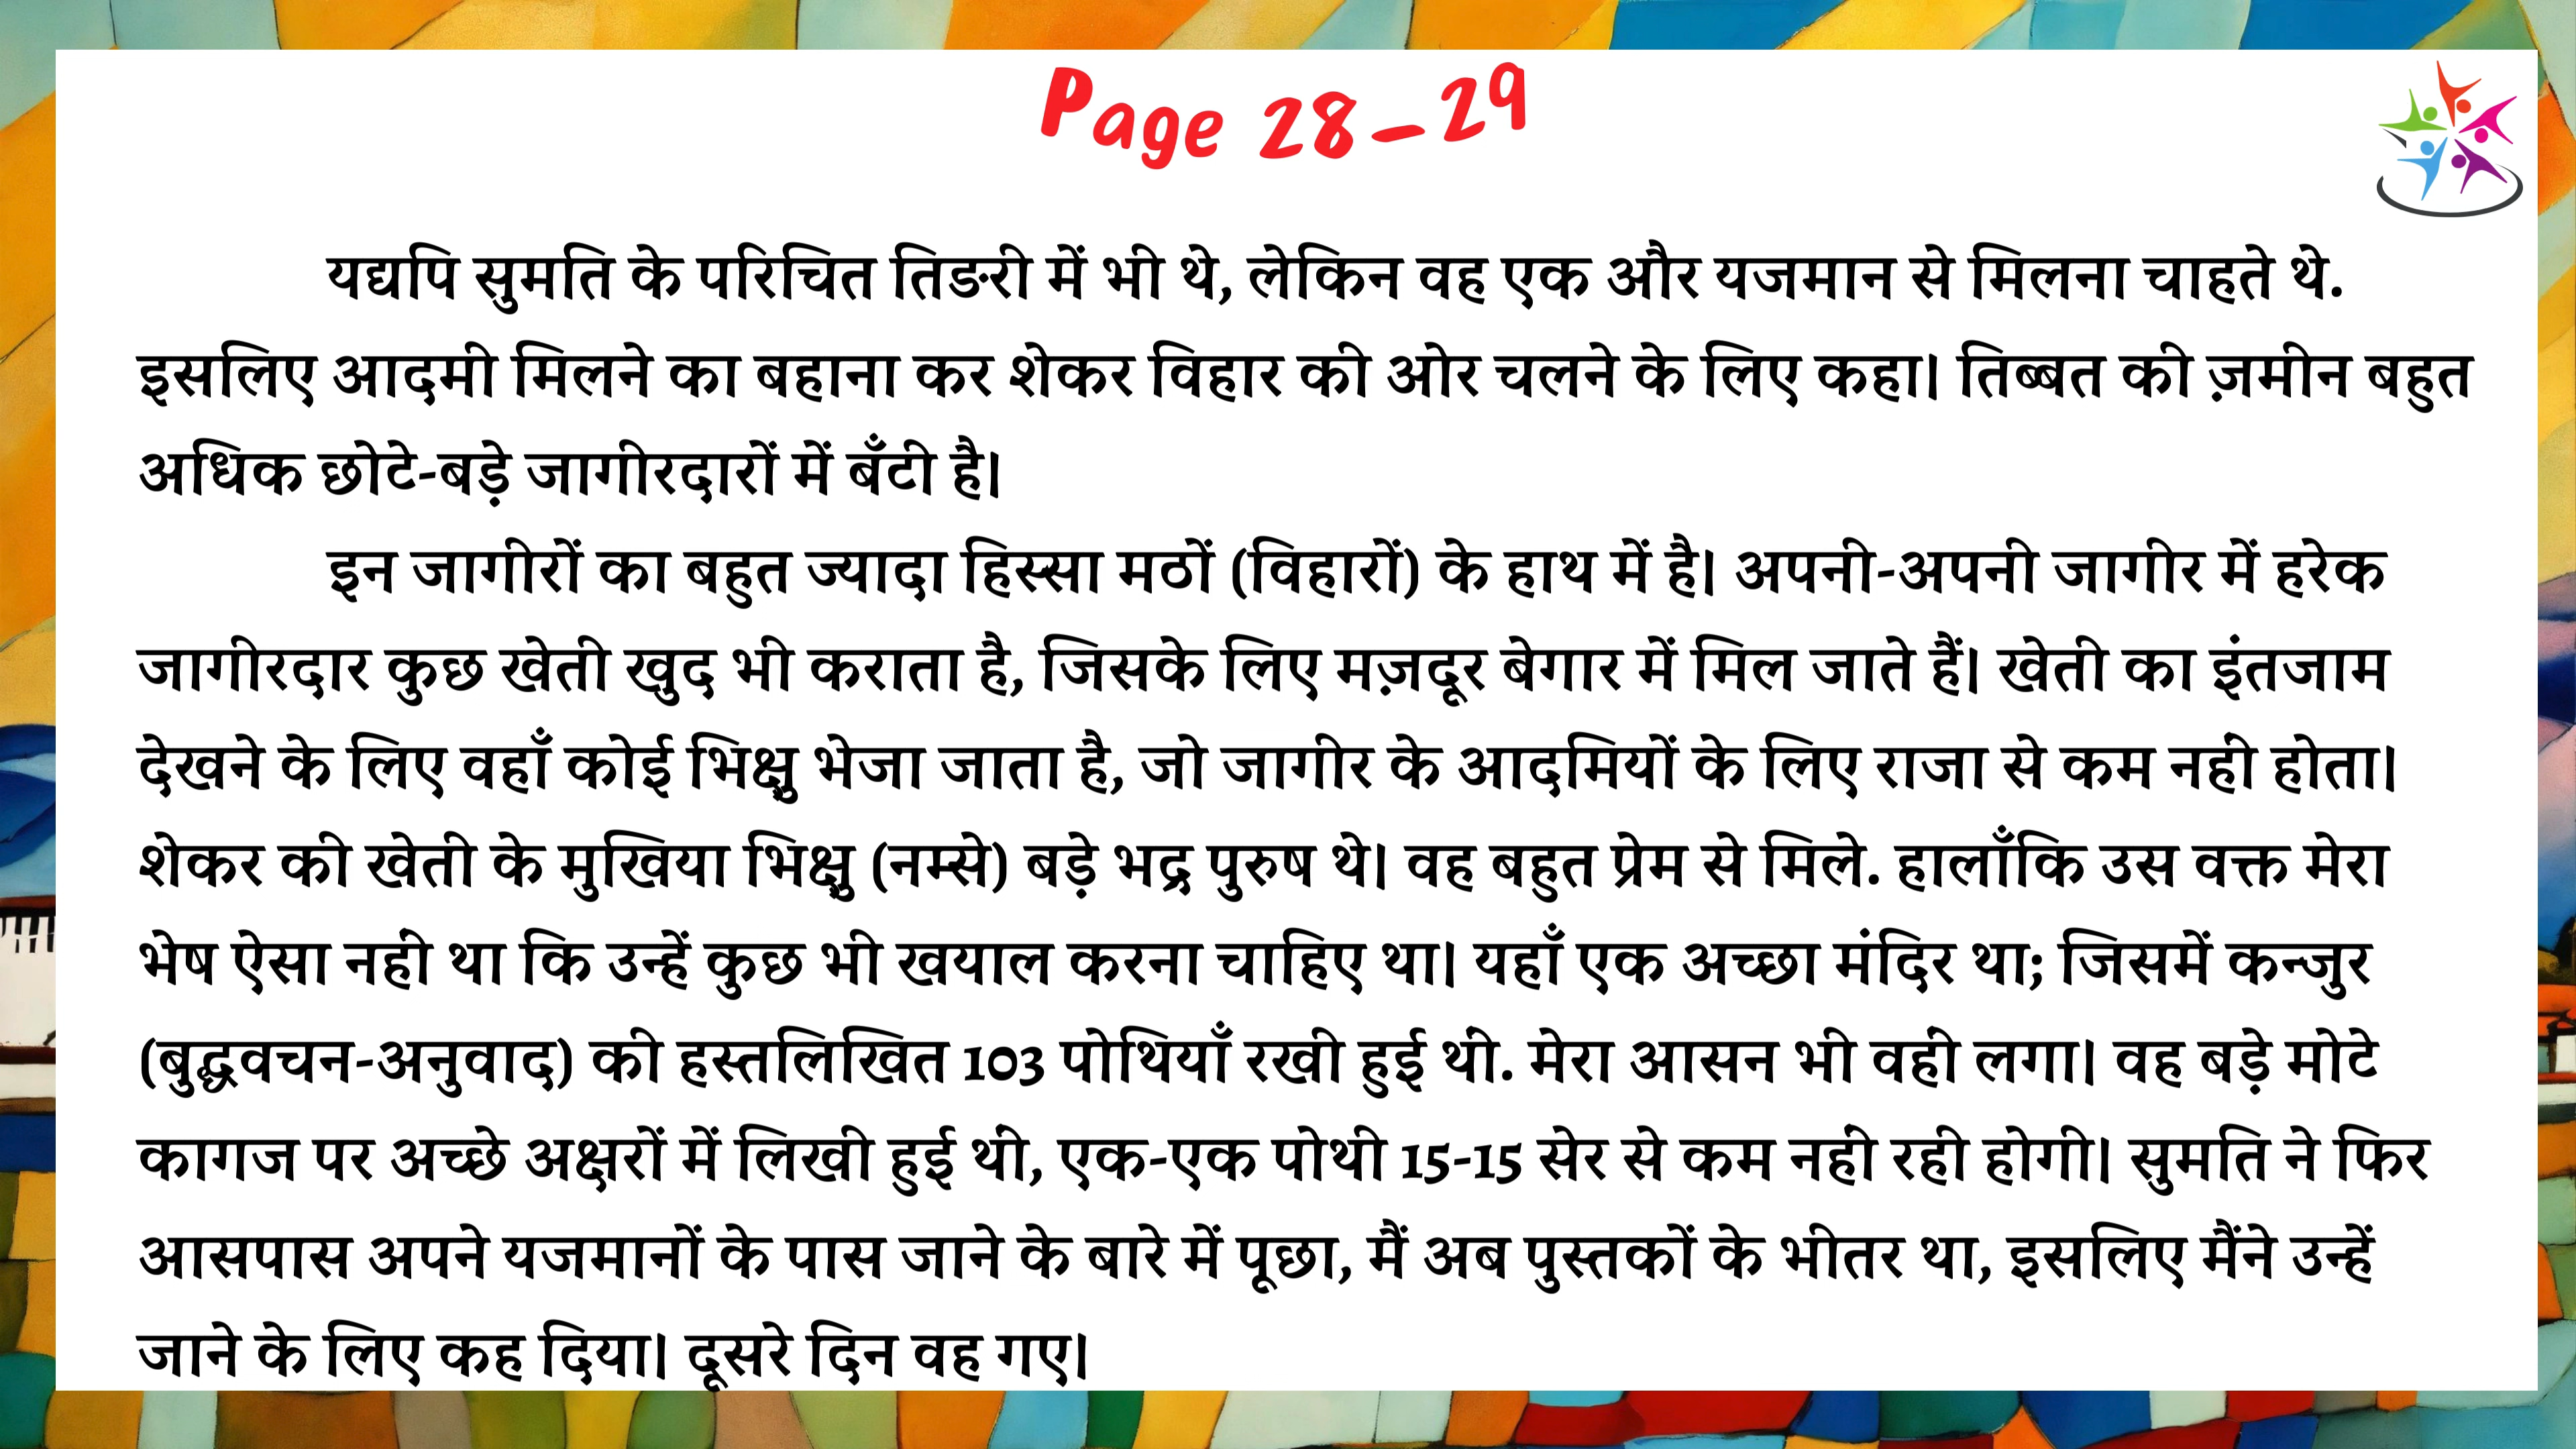 Page 28-29
यद्यपि सुमति के परिचित तिङरी में भी थे, लेकिन वह एक और यजमान से मिलना चाहते थे.
इसलिए आदमी मिलने का बहाना कर शेकर विहार की ओर चलने के लिए कहा। तिब्बत की ज़मीन बहुत
अधिक छोटे-बड़े जागीरदारों में बँटी है।
इन जागीरों का बहुत ज्यादा हिस्सा मठों (विहारों) के हाथ में है। अपनी-अपनी जागीर में हरेक
जागीरदार कुछ खेती खुद भी कराता है, जिसके लिए मज़दूर बेगार में मिल जाते हैं। खेती का इंतजाम
देखने के लिए वहाँ कोई भिक्षु भेजा जाता है, जो जागीर के आदमियों के लिए राजा से कम नहीं होता।
शेकर की खेती के मुखिया भिक्षु (नम्से) बड़े भद्र पुरुष थे। वह बहुत प्रेम से मिले. हालाँकि उस वक्त मेरा
भेष ऐसा नहीं था कि उन्हें कुछ भी खयाल करना चाहिए था। यहाँ एक अच्छा मंदिर था; जिसमें कन्जुर
(बुद्धवचन-अनुवाद) की हस्तलिखित 103 पोथियाँ रखी हुई थीं. मेरा आसन भी वहीं लगा। वह बड़े मोटे
कागज पर अच्छे अक्षरों में लिखी हुई थीं, एक-एक पोथी 15-15 सेर से कम नहीं रही होगी। सुमति ने फिर
आसपास अपने यजमानों के पास जाने के बारे में पूछा, मैं अब पुस्तकों के भीतर था, इसलिए मैंने उन्हें
जाने के लिए कह दिया। दूसरे दिन वह गए।